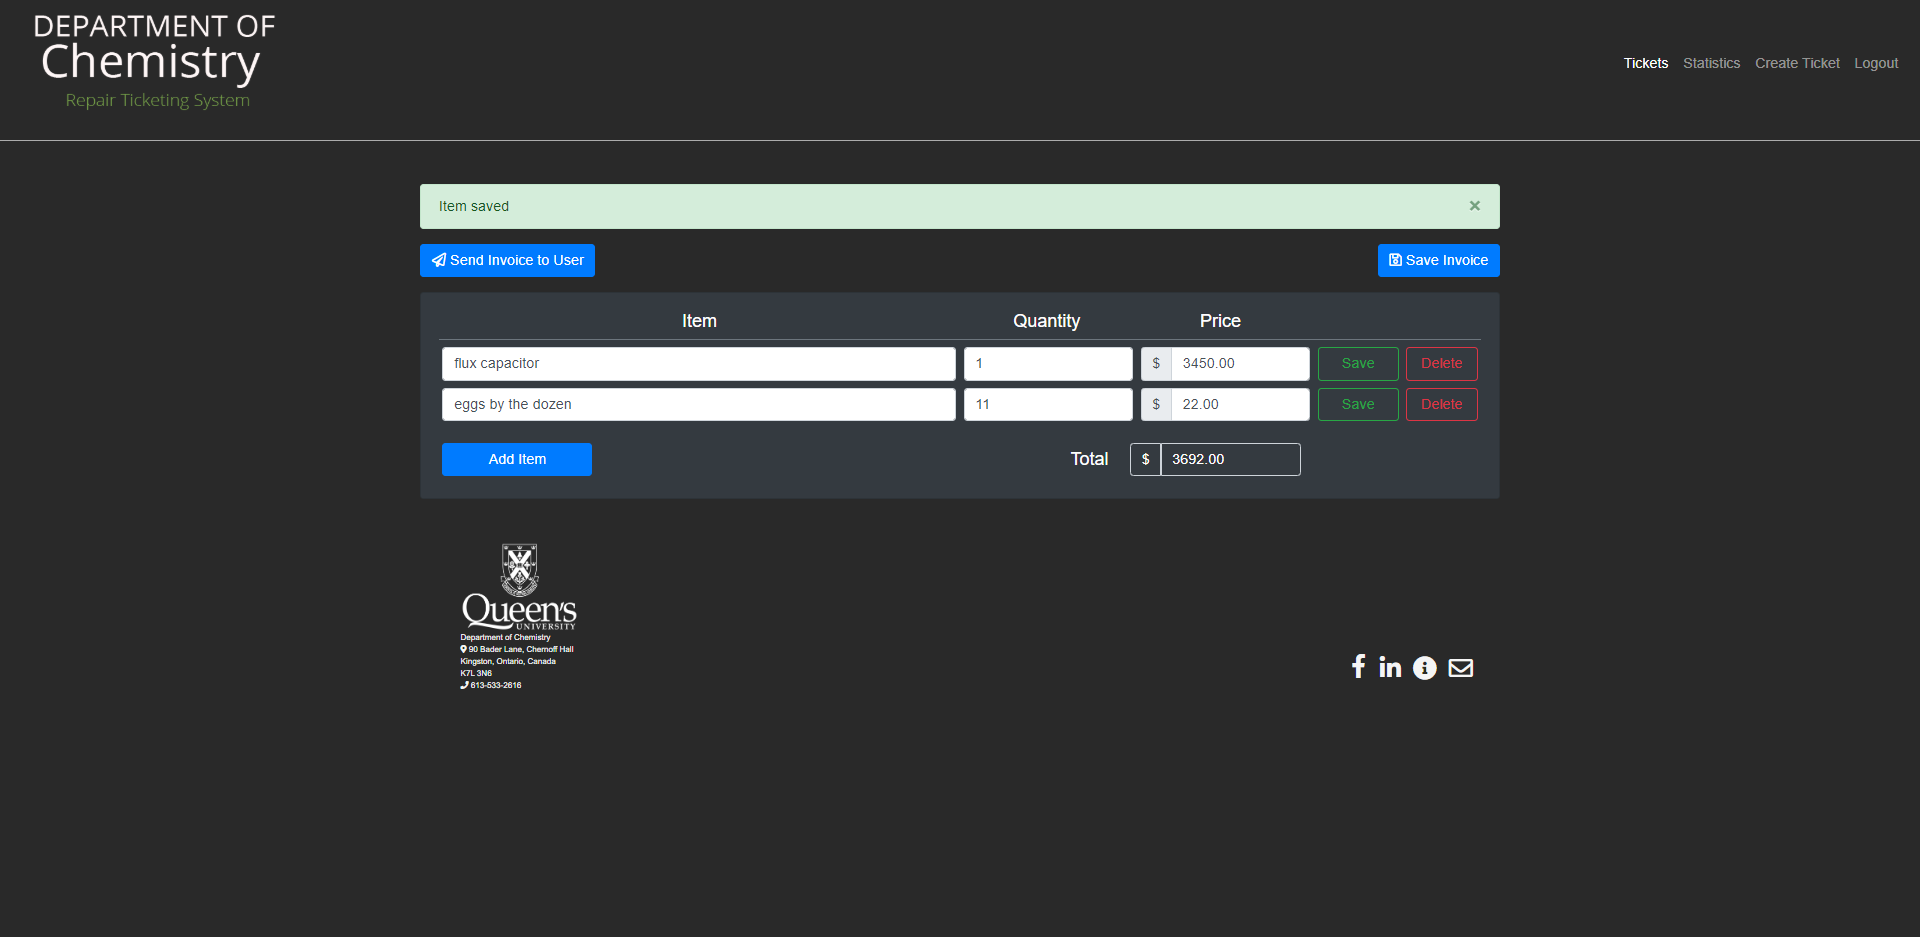 DEPARTMENT OF
Chemistry
Repair Ticketing System
Tickets Statistics Create Ticket Logout
Item saved ×
Send Invoice to User Save Invoice
Item Quantity Price
flux capacitor 1 $ 3450.00 Save Delete
eggs by the dozen 11 $ 22.00 Save Delete
Add Item Total $ 3692.00
Queen's
UNIVERSITY
Department of Chemistry
90 Bader Lane, Chernoff Hall
Kingston, Ontario, Canada
K7L 3N6
613-533-2616